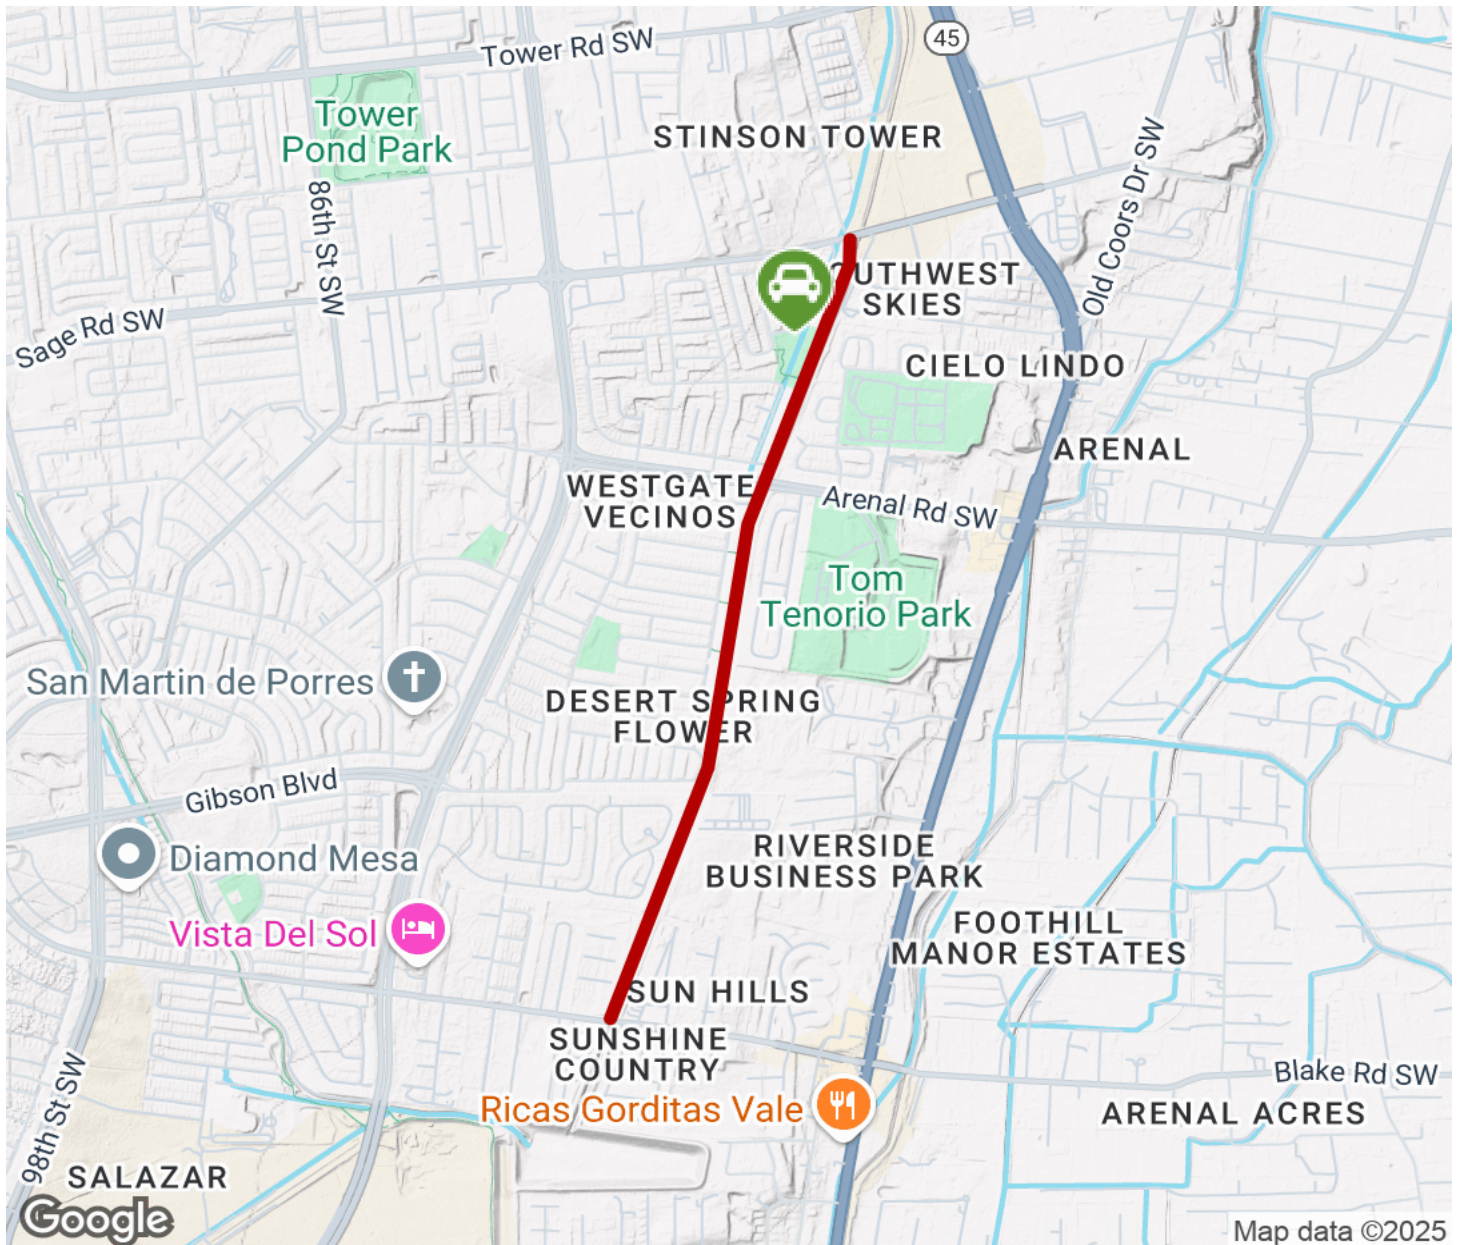 Tower Rd SW
45
Tower
Pond Park
STINSON TOWER
Old Coors Dr SW
86th St SW
OUTHWEST
SKIES
Sage Rd SW
CIELO LINDO
ARENAL
WESTGATE
VECINOS
Arenal Rd SW
Tom
Tenorio Park
San Martin de Porres
DESERT SPRING
FLOWER
Gibson Blvd
Diamond Mesa
RIVERSIDE
BUSINESS PARK
Vista Del Sol
FOOTHILL
MANOR ESTATES
SUN HILLS
SUNSHINE
COUNTRY
Blake Rd SW
Ricas Gorditas Vale
ARENAL ACRES
98th St SW
SALAZAR
Google
Map data ©2025